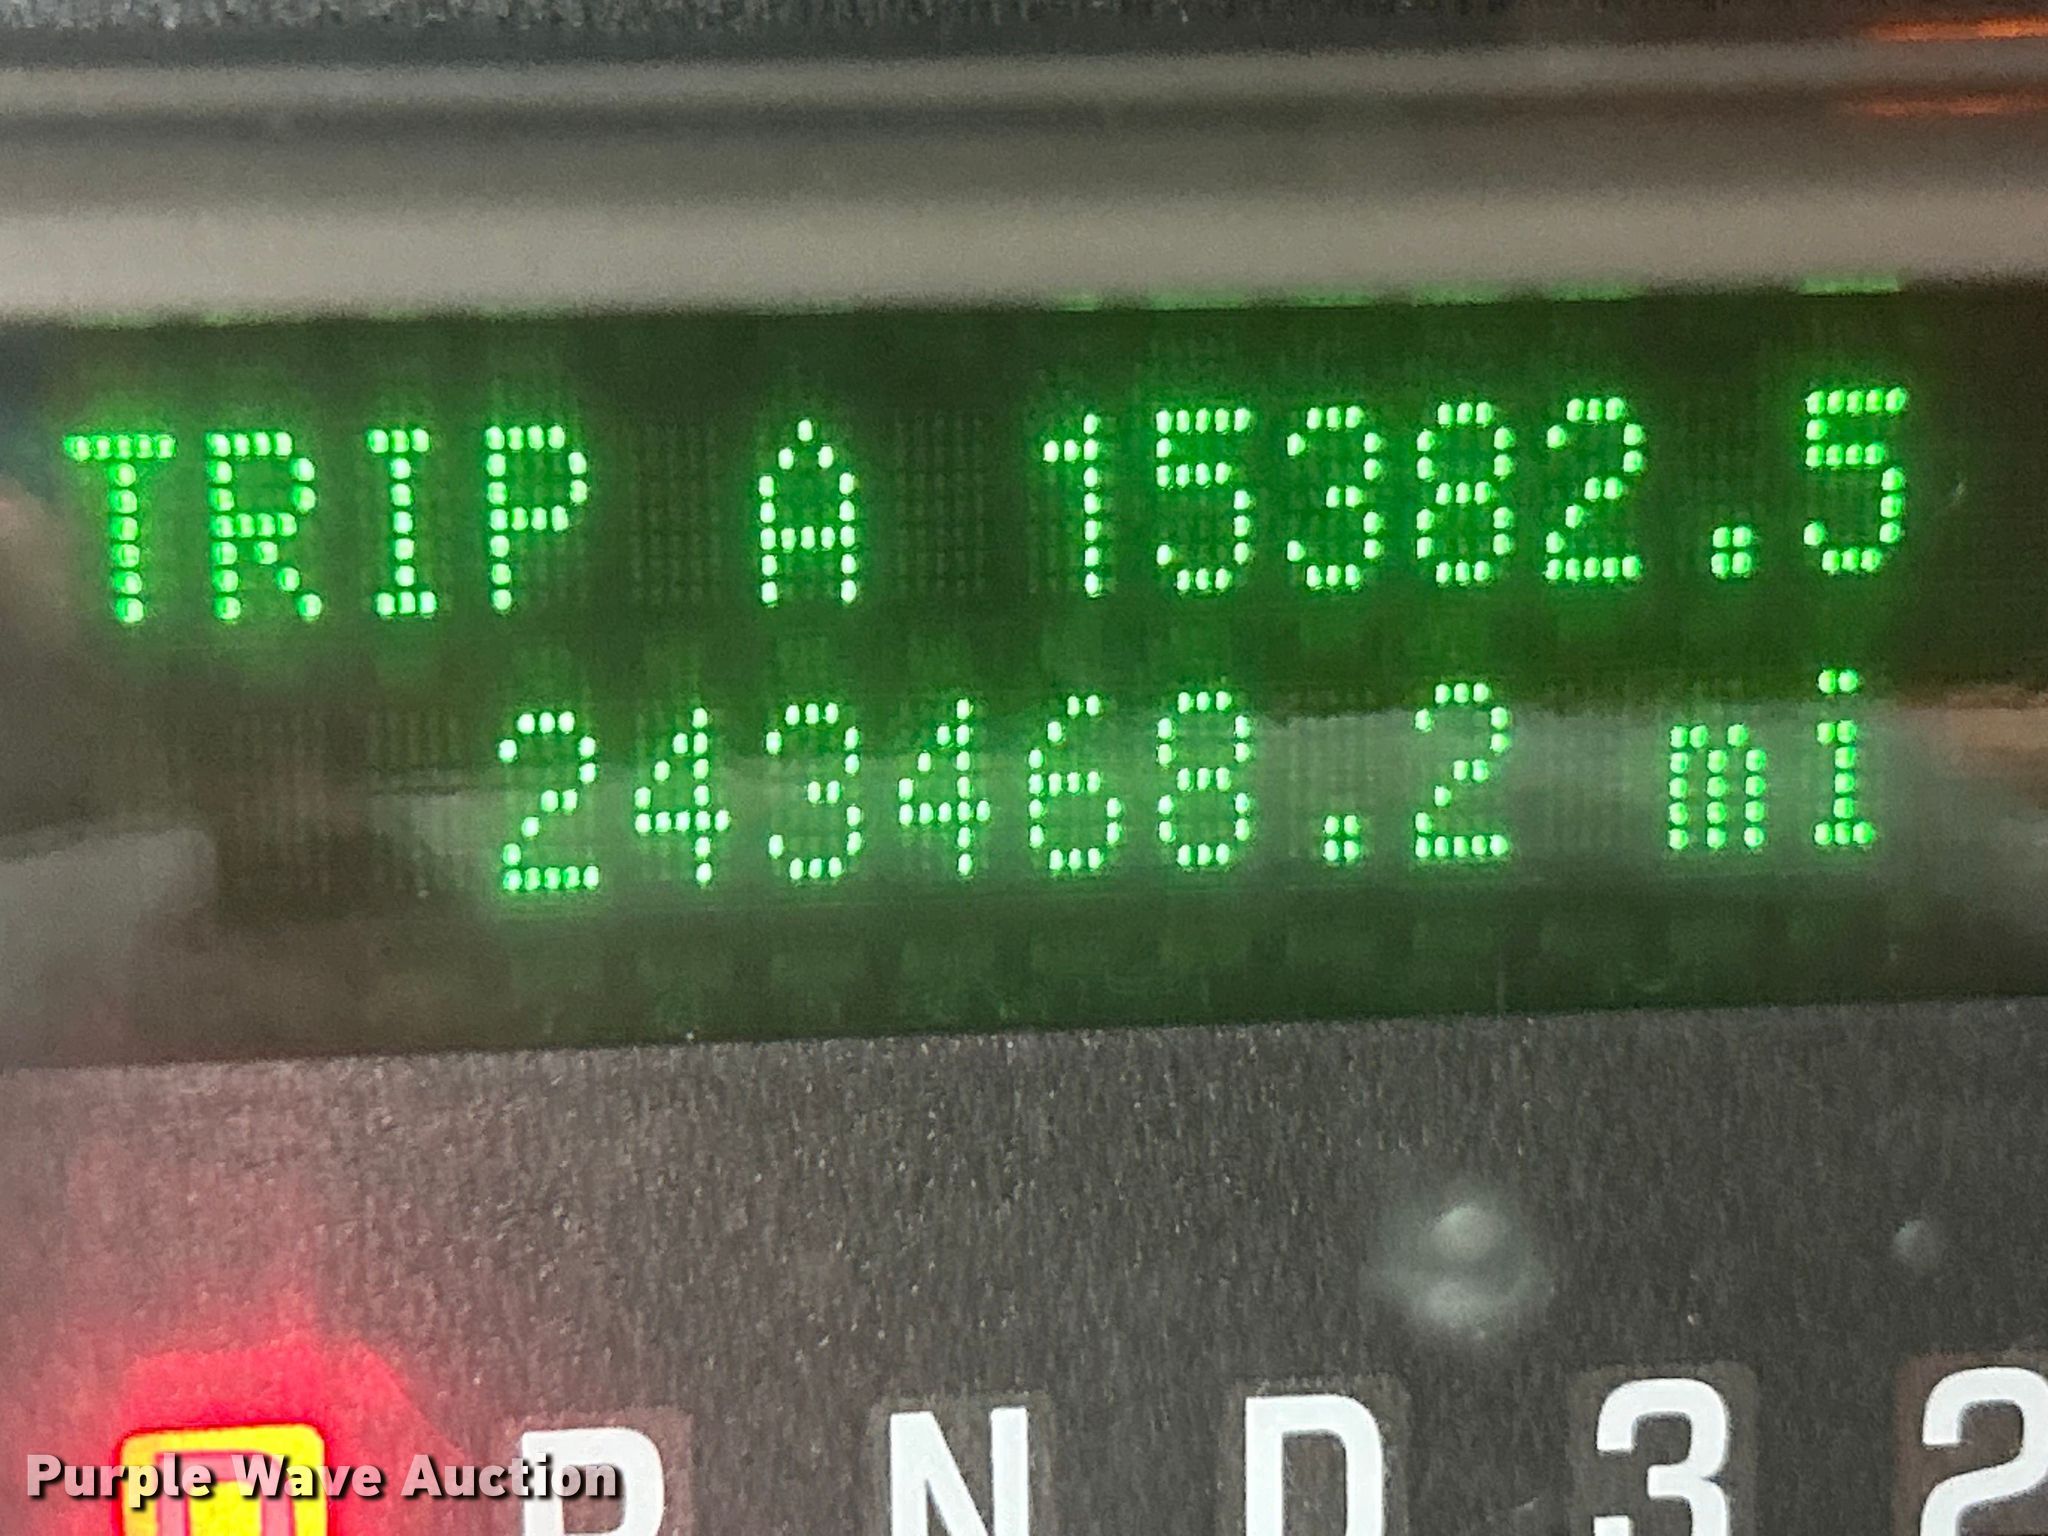 TRIP A 15382.5
243468.2 mi
P R N D 3 2
Purple Wave Auction